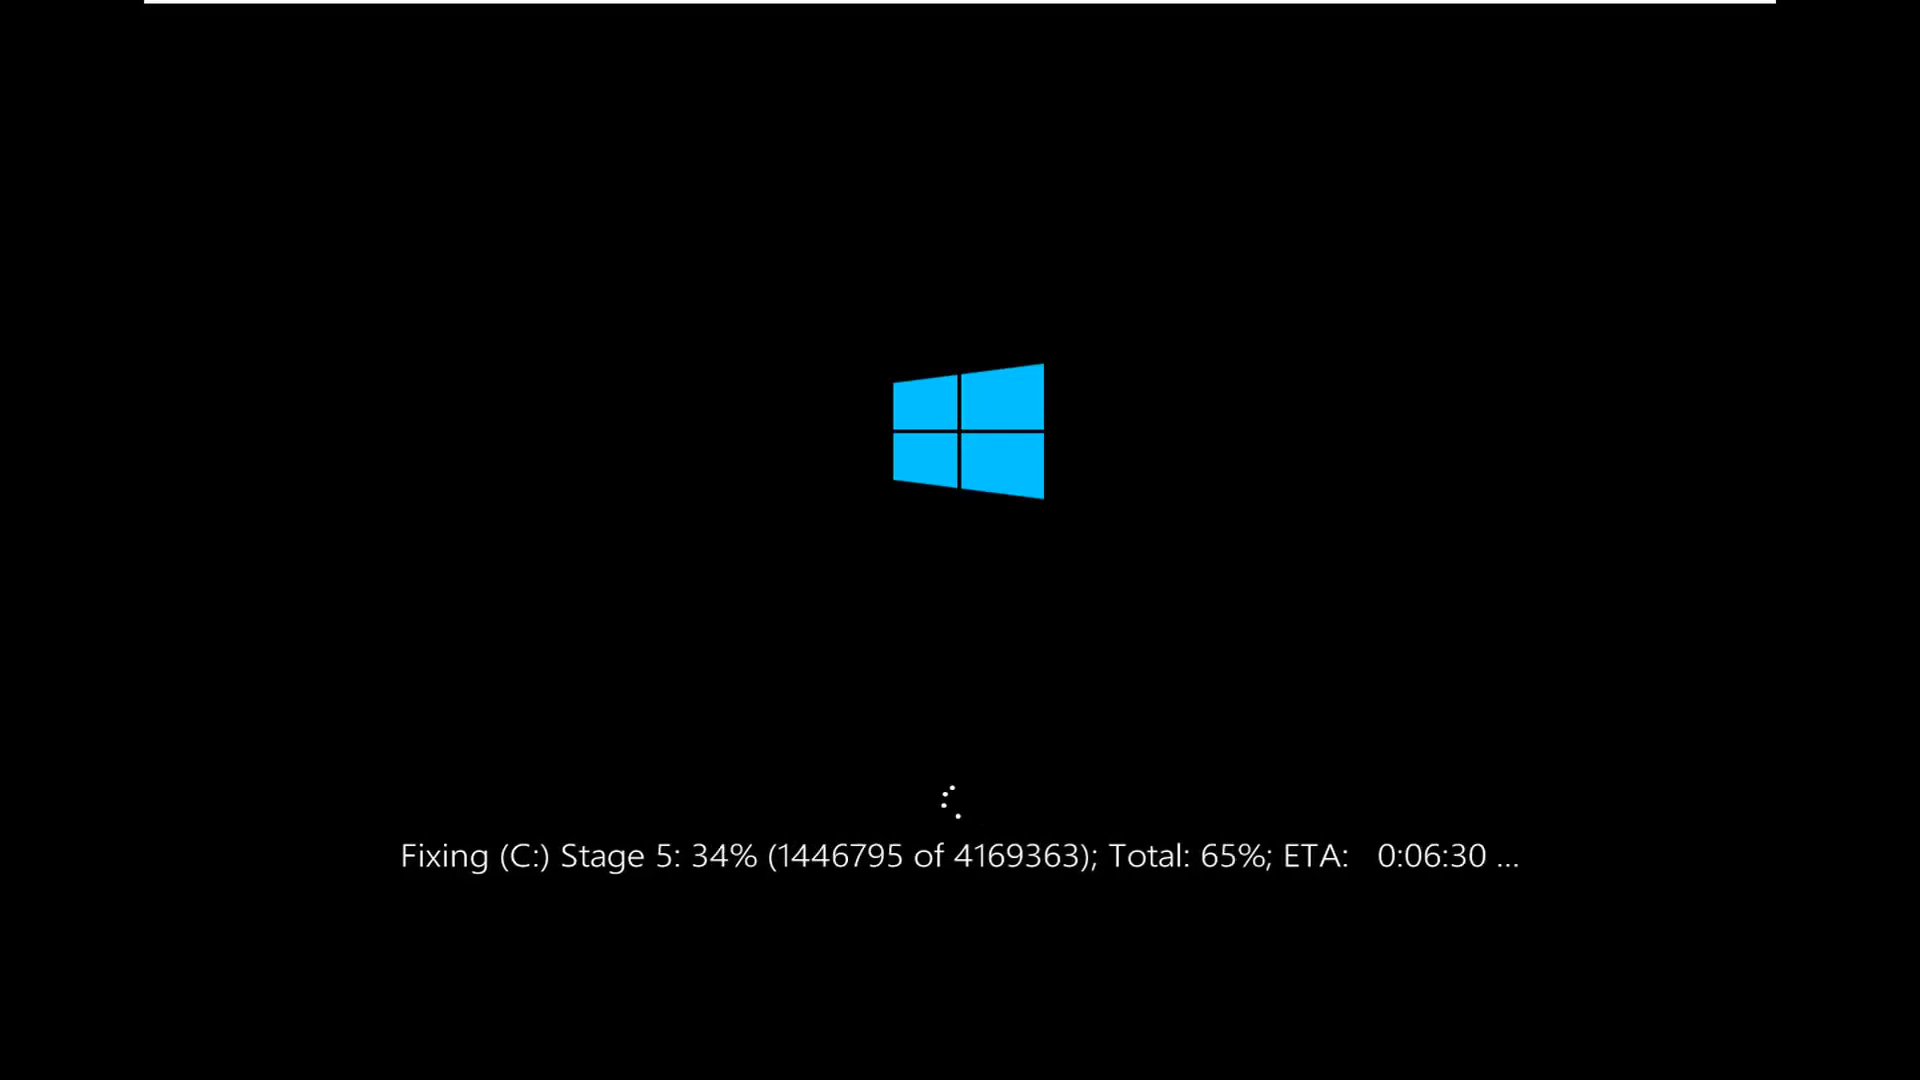 Fixing (C:) Stage 5: 34% (1446795 of 4169363); Total: 65%; ETA:   0:06:30 ...